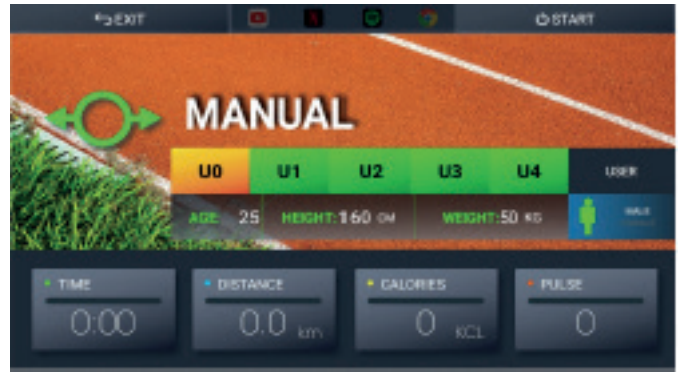 EXIT START
MANUAL
U0 U1 U2 U3 U4 USER
AGE: 25 HEIGHT:160 CM WEIGHT:50 KG MALE
TIME DISTANCE CALORIES PULSE
0:00 0.0 km 0 KCL 0